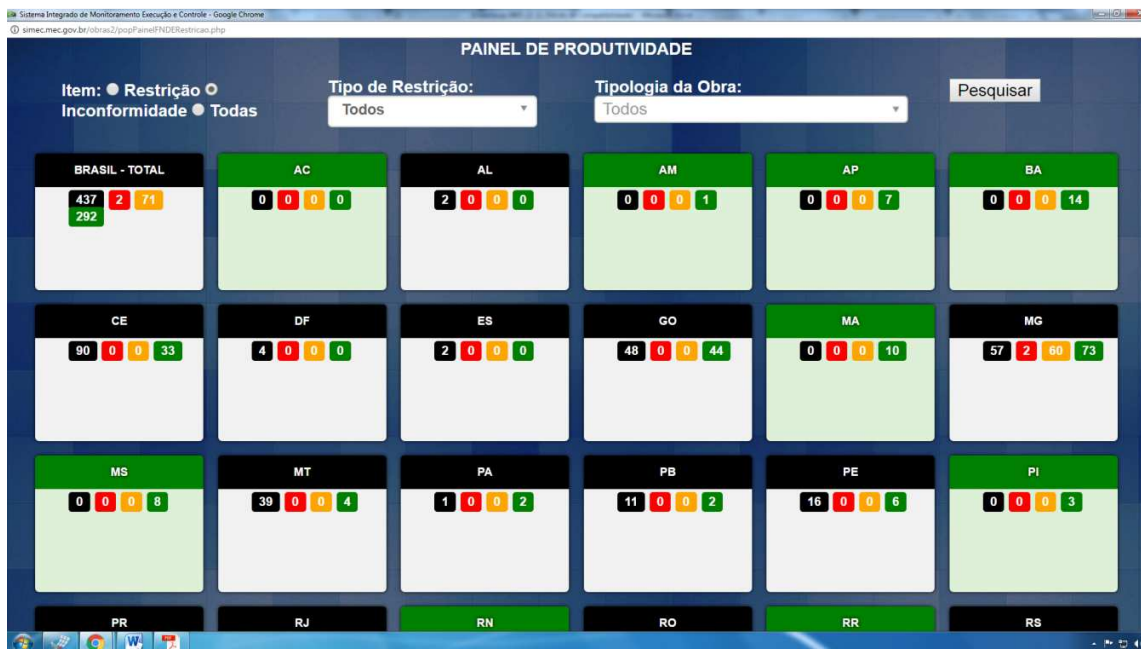 Sistema Integrado de Monitoramento Execução e Controle - Google Chrome
simec.mec.gov.br/obras2/popPainelFNDERestricao.php
PAINEL DE PRODUTIVIDADE
Item: Restrição
Inconformidade Todas
Tipo de Restrição:
Todos
Tipologia da Obra:
Todos
Pesquisar
BRASIL - TOTAL
437 2 71
292
AC
0 0 0 0
AL
2 0 0 0
AM
0 0 0 1
AP
0 0 0 7
BA
0 0 0 14
CE
90 0 0 33
DF
4 0 0 0
ES
2 0 0 0
GO
48 0 0 44
MA
0 0 0 10
MG
57 2 60 73
MS
0 0 0 8
MT
39 0 0 4
PA
1 0 0 2
PB
11 0 0 2
PE
16 0 0 6
PI
0 0 0 3
PR
RJ
RN
RO
RR
RS